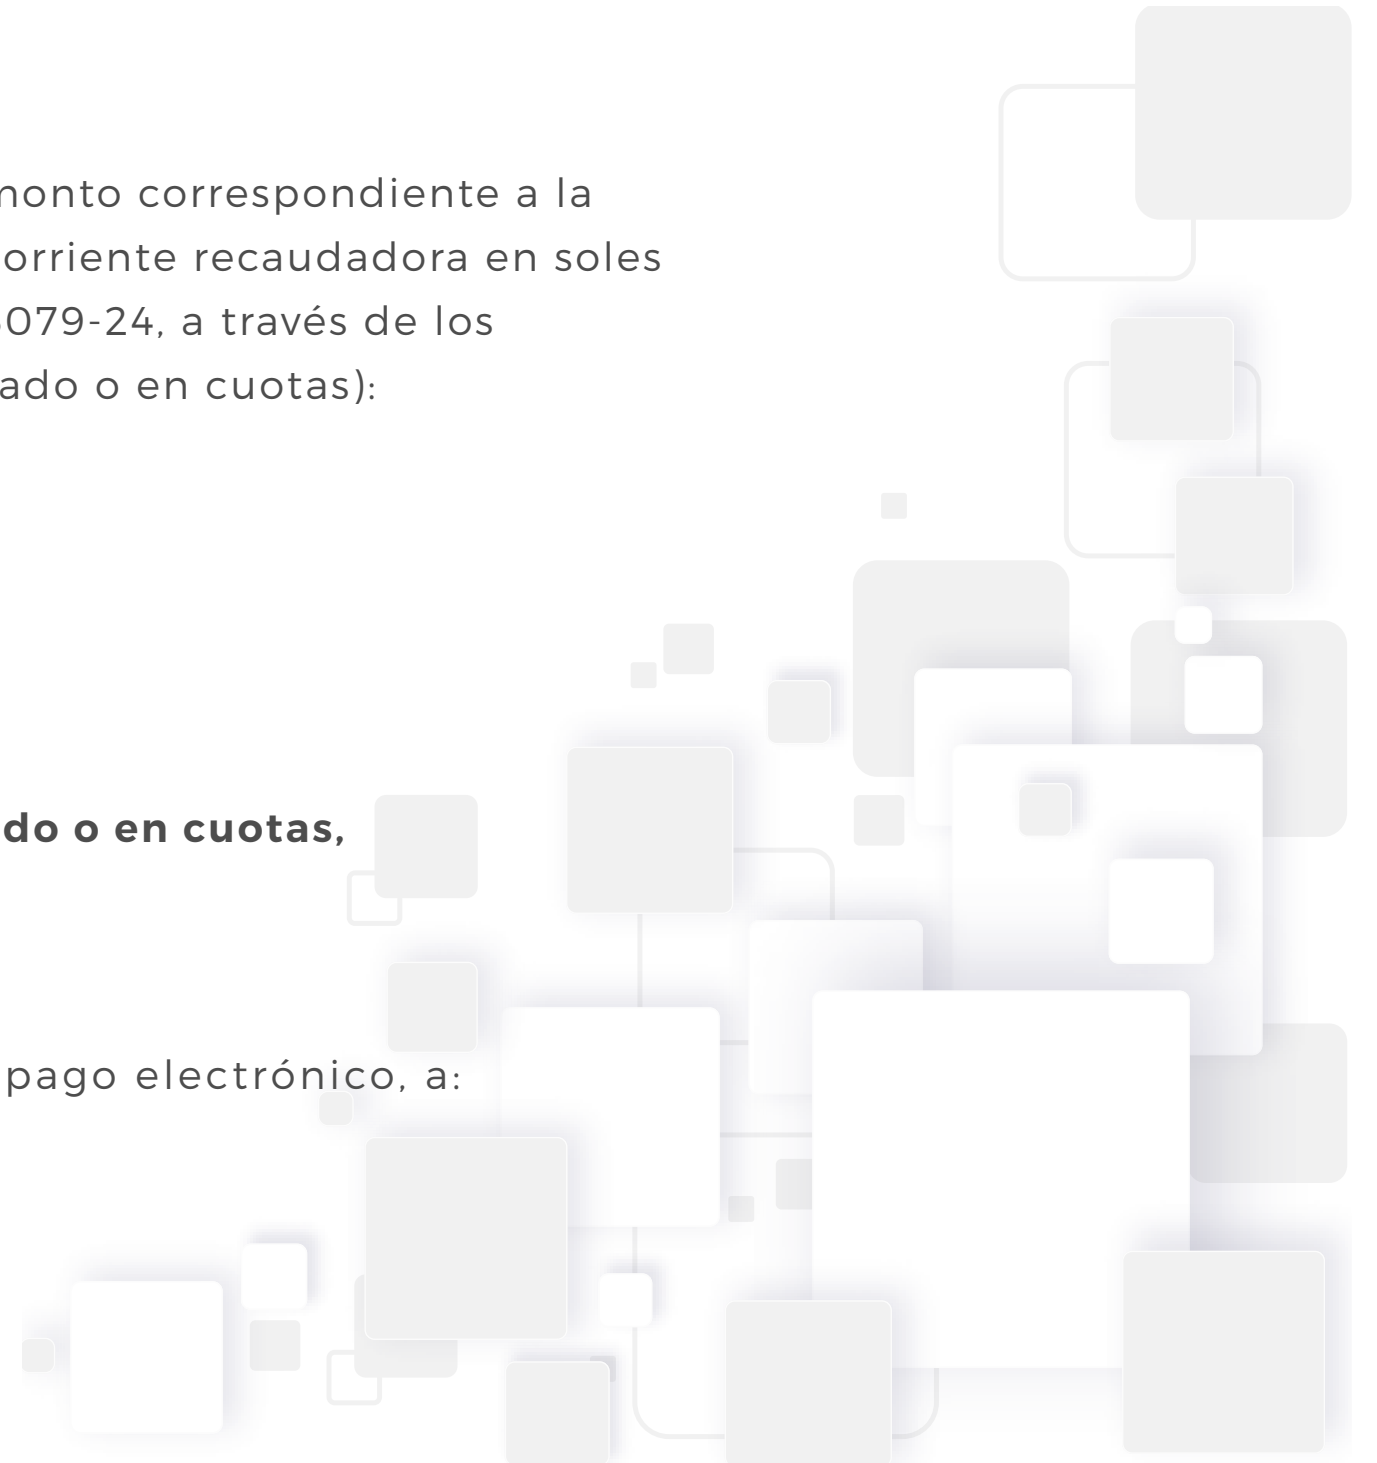 monto correspondiente a la
orriente recaudadora en soles
079-24, a través de los
ado o en cuotas):
do o en cuotas,
pago electrónico, a: